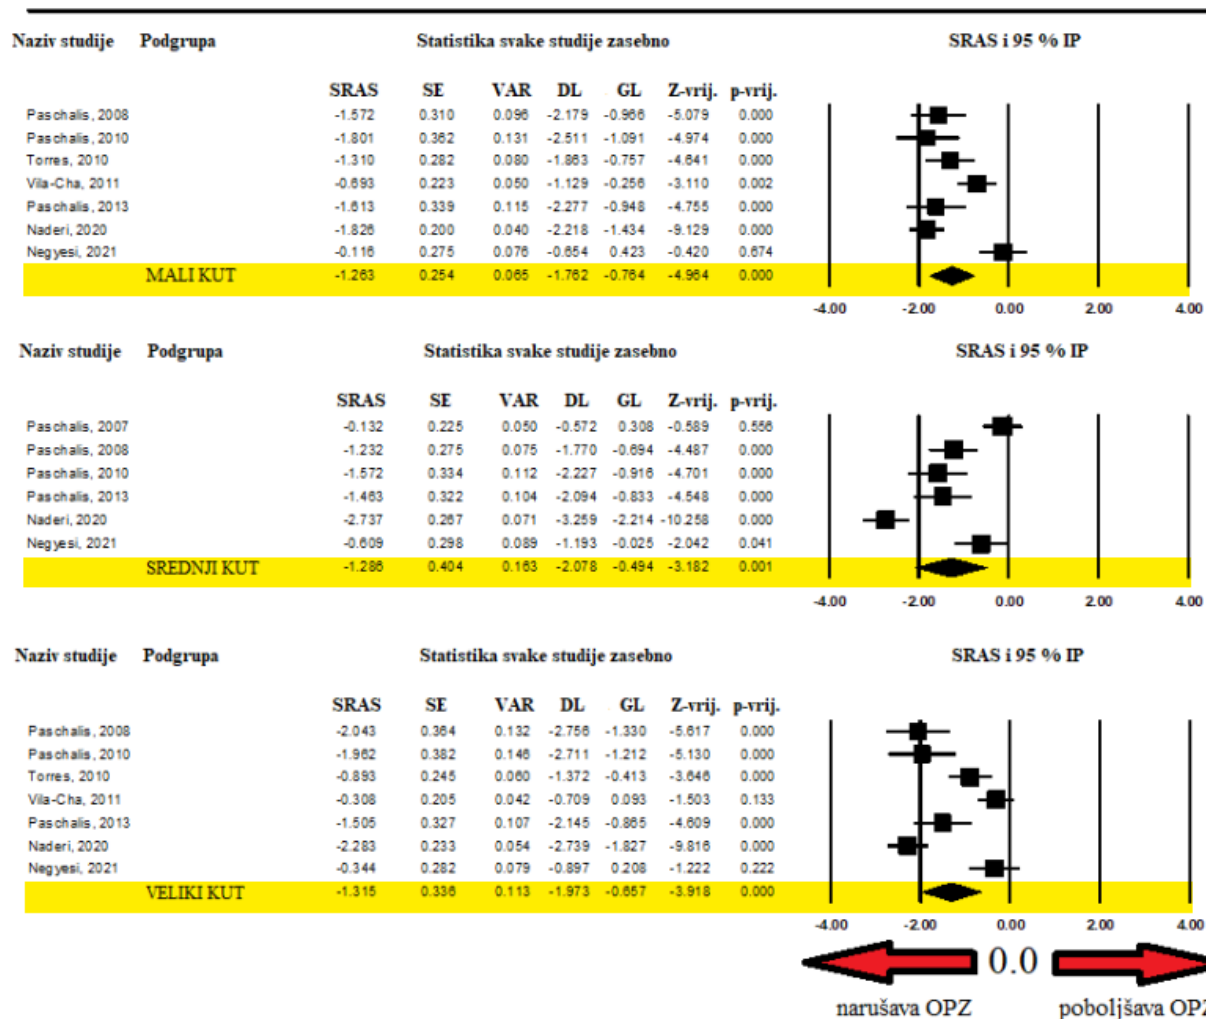 Naziv studije Podgrupa Statistika svake studije zasebno SRAS i 95 % IP
SRAS SE VAR DL GL Z-vrij. p-vrij.
Paschalis, 2008 -1.572 0.310 0.096 -2.179 -0.966 -5.079 0.000
Paschalis, 2010 -1.801 0.362 0.131 -2.511 -1.091 -4.974 0.000
Torres, 2010 -1.310 0.282 0.080 -1.863 -0.757 -4.641 0.000
Vila-Cha, 2011 -0.693 0.223 0.050 -1.129 -0.256 -3.110 0.002
Paschalis, 2013 -1.613 0.339 0.115 -2.277 -0.948 -4.755 0.000
Naderi, 2020 -1.826 0.200 0.040 -2.218 -1.434 -9.129 0.000
Negyesi, 2021 -0.116 0.275 0.076 -0.654 0.423 -0.420 0.674
MALI KUT -1.263 0.254 0.065 -1.762 -0.764 -4.964 0.000
-4.00 -2.00 0.00 2.00 4.00
Naziv studije Podgrupa Statistika svake studije zasebno SRAS i 95 % IP
SRAS SE VAR DL GL Z-vrij. p-vrij.
Paschalis, 2007 -0.132 0.225 0.050 -0.572 0.308 -0.589 0.556
Paschalis, 2008 -1.232 0.275 0.075 -1.770 -0.694 -4.487 0.000
Paschalis, 2010 -1.572 0.334 0.112 -2.227 -0.916 -4.701 0.000
Paschalis, 2013 -1.463 0.322 0.104 -2.094 -0.833 -4.548 0.000
Naderi, 2020 -2.737 0.267 0.071 -3.259 -2.214 -10.258 0.000
Negyesi, 2021 -0.609 0.298 0.089 -1.193 -0.025 -2.042 0.041
SREDNJI KUT -1.286 0.404 0.163 -2.078 -0.494 -3.182 0.001
-4.00 -2.00 0.00 2.00 4.00
Naziv studije Podgrupa Statistika svake studije zasebno SRAS i 95 % IP
SRAS SE VAR DL GL Z-vrij. p-vrij.
Paschalis, 2008 -2.043 0.364 0.132 -2.756 -1.330 -5.617 0.000
Paschalis, 2010 -1.962 0.382 0.146 -2.711 -1.212 -5.130 0.000
Torres, 2010 -0.893 0.245 0.060 -1.372 -0.413 -3.646 0.000
Vila-Cha, 2011 -0.308 0.205 0.042 -0.709 0.093 -1.503 0.133
Paschalis, 2013 -1.505 0.327 0.107 -2.145 -0.865 -4.609 0.000
Naderi, 2020 -2.283 0.233 0.054 -2.739 -1.827 -9.816 0.000
Negyesi, 2021 -0.344 0.282 0.079 -0.897 0.208 -1.222 0.222
VELIKI KUT -1.315 0.336 0.113 -1.973 -0.657 -3.918 0.000
-4.00 -2.00 0.00 2.00 4.00
0.0
narušava OPZ poboljšava OPZ